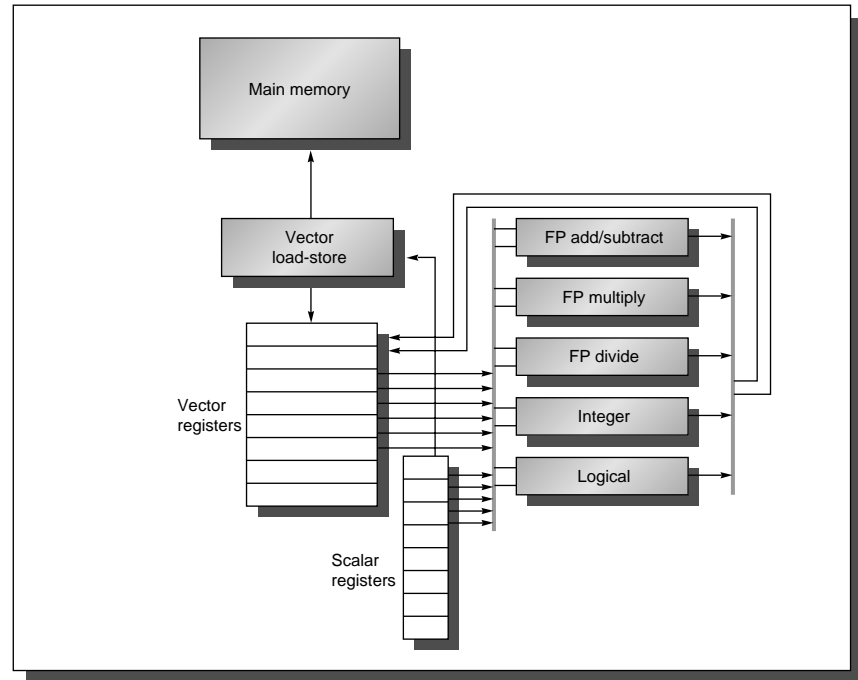 Main memory
Vector
load-store
FP add/subtract
FP multiply
FP divide
Integer
Logical
Vector
registers
Scalar
registers